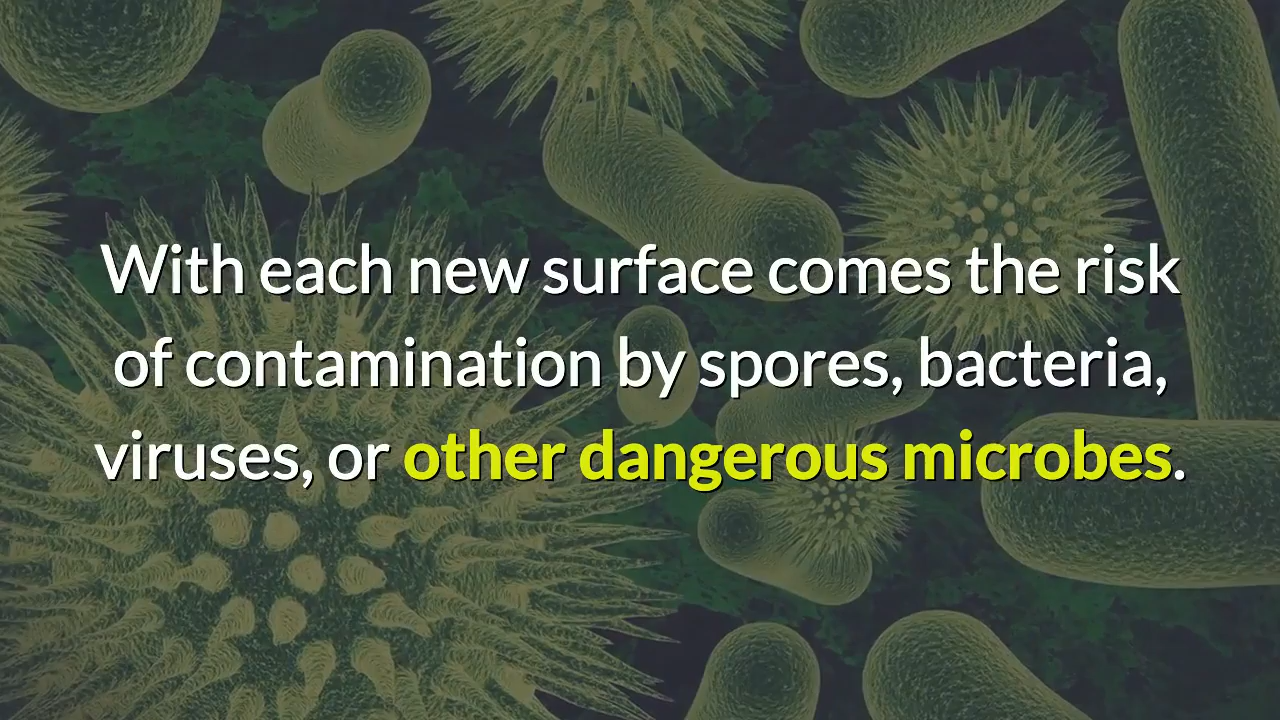 With each new surface comes the risk
of contamination by spores, bacteria,
viruses, or other dangerous microbes.